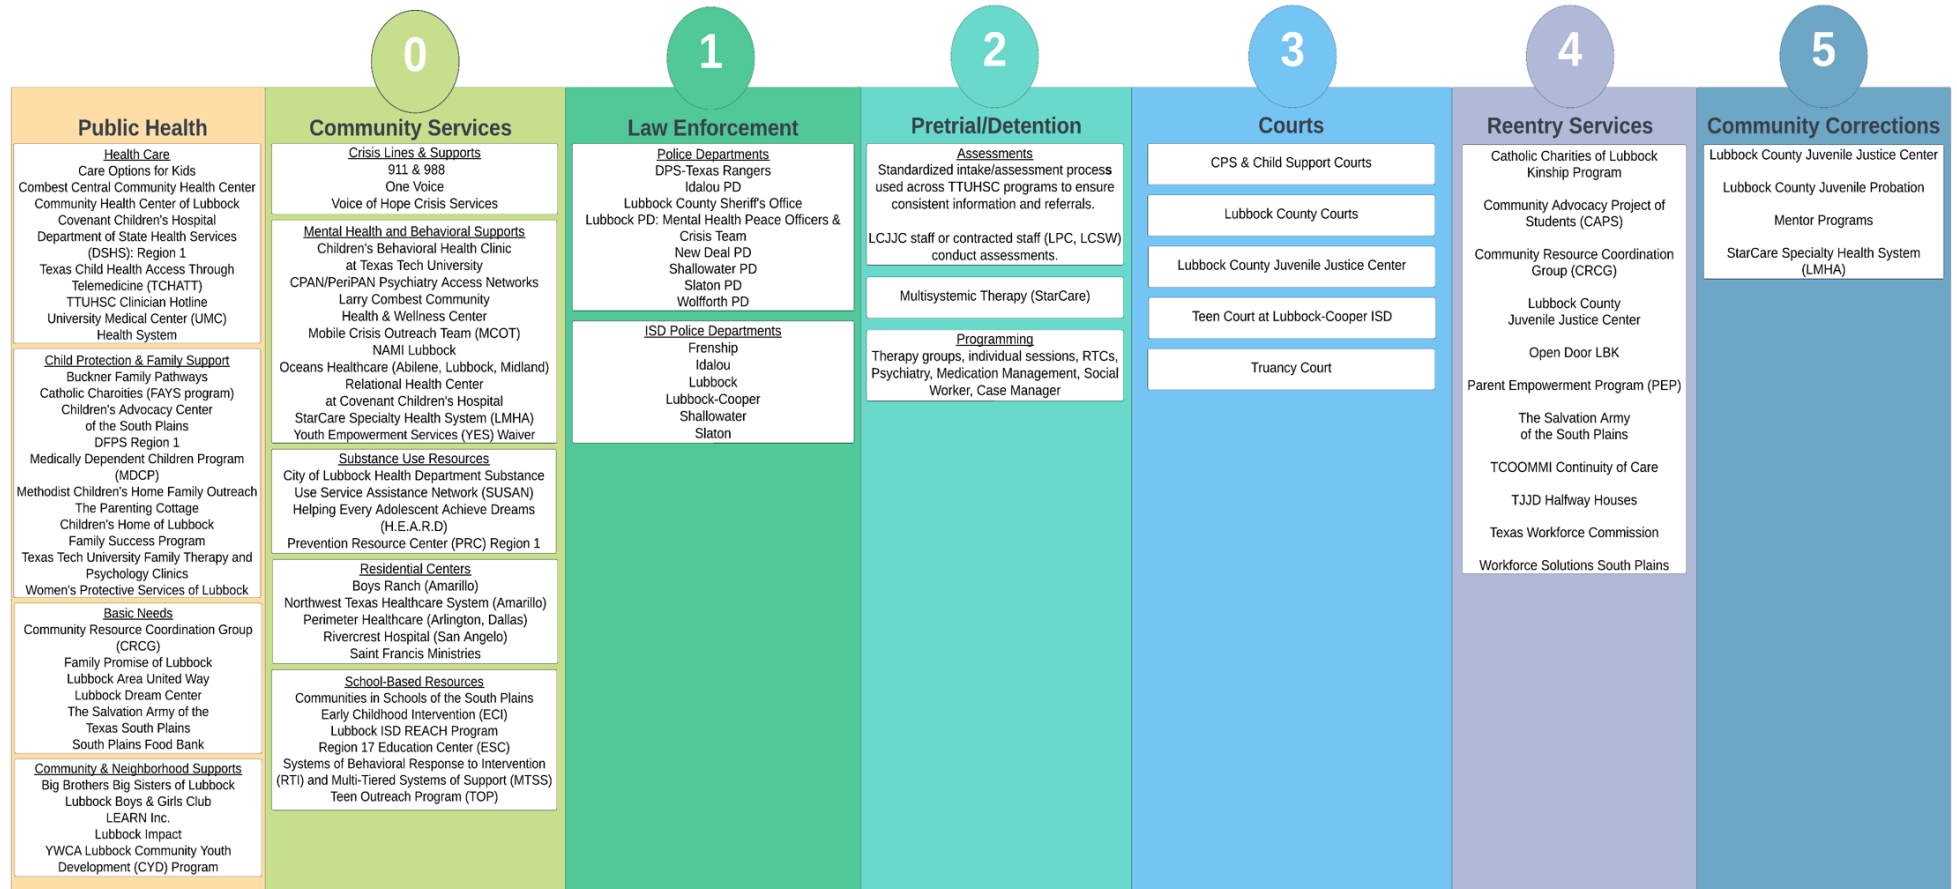 Public Health
Health Care
Care Options for Kids
Combest Central Community Health Center
Community Health Center of Lubbock
Covenant Children's Hospital
Department of State Health Services
(DSHS): Region 1
Texas Child Health Access Through
Telemedicine (TCHATT)
TTUHSC Clinician Hotline
University Medical Center (UMC)
Health System
Child Protection & Family Support
Buckner Family Pathways
Catholic Charoities (FAYS program)
Children's Advocacy Center
of the South Plains
DFPS Region 1
Medically Dependent Children Program
(MDCP)
Methodist Children's Home Family Outreach
The Parenting Cottage
Children's Home of Lubbock
Family Success Program
Texas Tech University Family Therapy and
Psychology Clinics
Women's Protective Services of Lubbock
Basic Needs
Community Resource Coordination Group
(CRCG)
Family Promise of Lubbock
Lubbock Area United Way
Lubbock Dream Center
The Salvation Army of the
Texas South Plains
South Plains Food Bank
Community & Neighborhood Supports
Big Brothers Big Sisters of Lubbock
Lubbock Boys & Girls Club
LEARN Inc.
Lubbock Impact
YWCA Lubbock Community Youth
Development (CYD) Program
0
Community Services
Crisis Lines & Supports
911 & 988
One Voice
Voice of Hope Crisis Services
Mental Health and Behavioral Supports
Children's Behavioral Health Clinic
at Texas Tech University
CPAN/PeriPAN Psychiatry Access Networks
Larry Combest Community
Health & Wellness Center
Mobile Crisis Outreach Team (MCOT)
NAMI Lubbock
Oceans Healthcare (Abilene, Lubbock, Midland)
Relational Health Center
at Covenant Children's Hospital
StarCare Specialty Health System (LMHA)
Youth Empowerment Services (YES) Waiver
Substance Use Resources
City of Lubbock Health Department Substance
Use Service Assistance Network (SUSAN)
Helping Every Adolescent Achieve Dreams
(H.E.A.R.D)
Prevention Resource Center (PRC) Region 1
Residential Centers
Boys Ranch (Amarillo)
Northwest Texas Healthcare System (Amarillo)
Perimeter Healthcare (Arlington, Dallas)
Rivercrest Hospital (San Angelo)
Saint Francis Ministries
School-Based Resources
Communities in Schools of the South Plains
Early Childhood Intervention (ECI)
Lubbock ISD REACH Program
Region 17 Education Center (ESC)
Systems of Behavioral Response to Intervention
(RTI) and Multi-Tiered Systems of Support (MTSS)
Teen Outreach Program (TOP)
1
Law Enforcement
Police Departments
DPS-Texas Rangers
Idalou PD
Lubbock County Sheriff's Office
Lubbock PD: Mental Health Peace Officers &
Crisis Team
New Deal PD
Shallowater PD
Slaton PD
Wolfforth PD
ISD Police Departments
Frenship
Idalou
Lubbock
Lubbock-Cooper
Shallowater
Slaton
2
Pretrial/Detention
Assessments
Standardized intake/assessment process
used across TTUHSC programs to ensure
consistent information and referrals.
LCJJC staff or contracted staff (LPC, LCSW)
conduct assessments.
Multisystemic Therapy (StarCare)
Programming
Therapy groups, individual sessions, RTCs,
Psychiatry, Medication Management, Social
Worker, Case Manager
3
Courts
CPS & Child Support Courts
Lubbock County Courts
Lubbock County Juvenile Justice Center
Teen Court at Lubbock-Cooper ISD
Truancy Court
4
Reentry Services
Catholic Charities of Lubbock
Kinship Program
Community Advocacy Project of
Students (CAPS)
Community Resource Coordination
Group (CRCG)
Lubbock County
Juvenile Justice Center
Open Door LBK
Parent Empowerment Program (PEP)
The Salvation Army
of the South Plains
TCOOMMI Continuity of Care
TJJD Halfway Houses
Texas Workforce Commission
Workforce Solutions South Plains
5
Community Corrections
Lubbock County Juvenile Justice Center
Lubbock County Juvenile Probation
Mentor Programs
StarCare Specialty Health System
(LMHA)